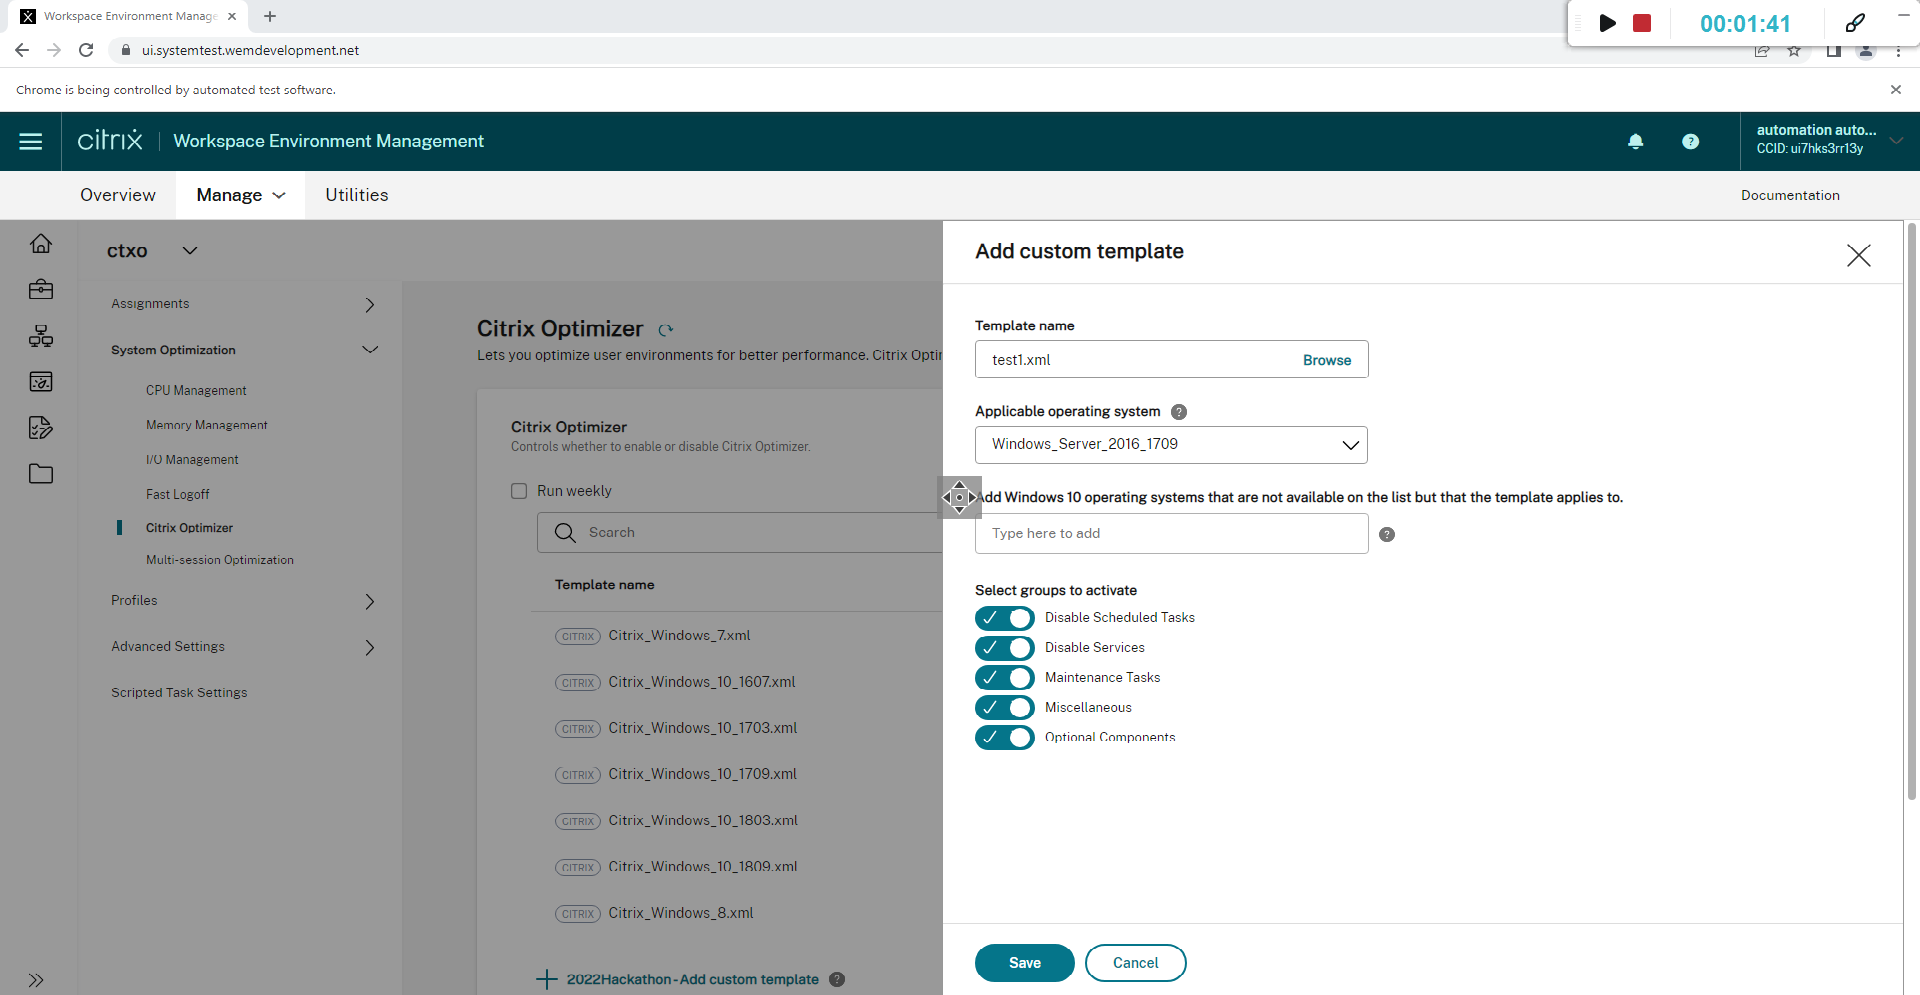 Workspace Environment Manage
00:01:41
ui.systemtest.wemdevelopment.net
Chrome is being controlled by automated test software.
citrix
Workspace Environment Management
?
automation auto...
CCID: ui7hks3rr13y
Overview
Manage
Utilities
Documentation
ctxo
Assignments
System Optimization
CPU Management
Memory Management
I/O Management
Fast Logoff
Citrix Optimizer
Multi-session Optimization
Profiles
Advanced Settings
Scripted Task Settings
Citrix Optimizer
Lets you optimize user environments for better performance. Citrix Opti
Citrix Optimizer
Controls whether to enable or disable Citrix Optimizer.
Run weekly
Search
Template name
CITRIX Citrix_Windows_7.xml
CITRIX Citrix_Windows_10_1607.xml
CITRIX Citrix_Windows_10_1703.xml
CITRIX Citrix_Windows_10_1709.xml
CITRIX Citrix_Windows_10_1803.xml
CITRIX Citrix_Windows_10_1809.xml
CITRIX Citrix_Windows_8.xml
2022Hackathon-Add custom template ?
Add custom template
Template name
test1.xml Browse
Applicable operating system ?
Windows_Server_2016_1709
Add Windows 10 operating systems that are not available on the list but that the template applies to.
Type here to add ?
Select groups to activate
Disable Scheduled Tasks
Disable Services
Maintenance Tasks
Miscellaneous
Optional Components
Save
Cancel